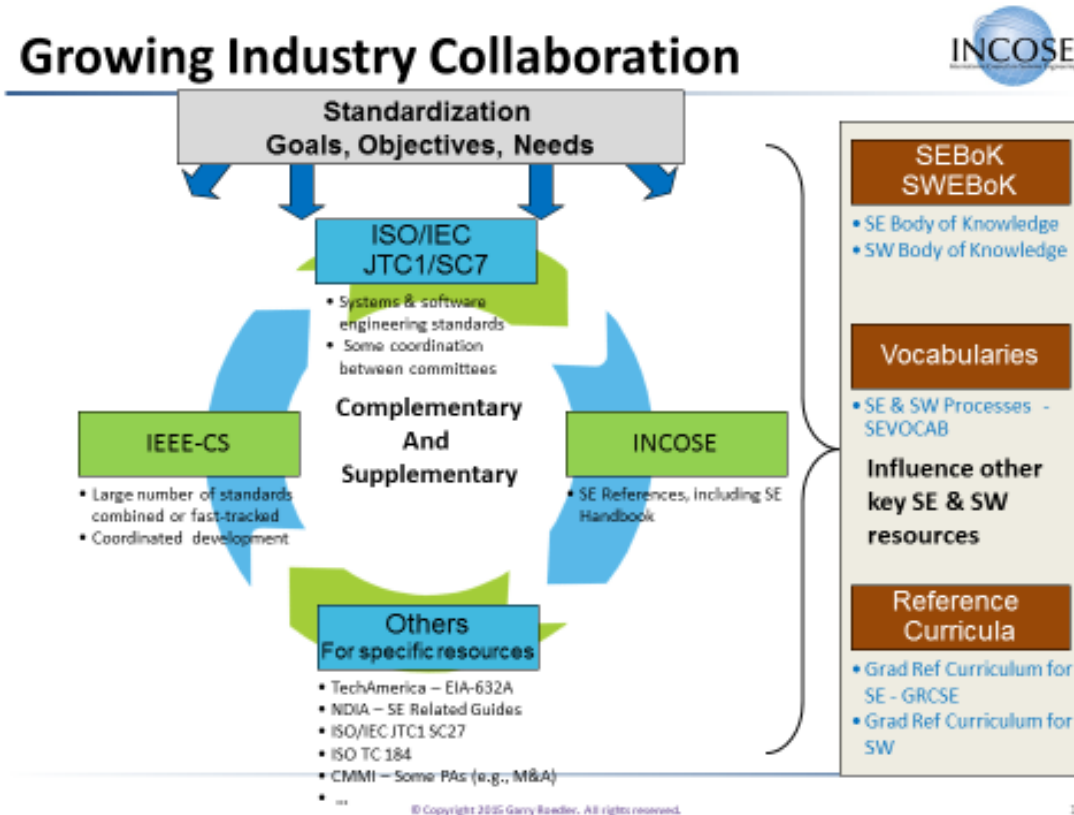 Growing Industry Collaboration
INCOSE
Standardization
Goals, Objectives, Needs
ISO/IEC
JTC1/SC7
• Systems & software
engineering standards
• Some coordination
between committees
Complementary
And
Supplementary
IEEE-CS
• Large number of standards
combined or fast-tracked
• Coordinated development
INCOSE
• SE References, including SE
Handbook
Others
For specific resources
• TechAmerica – EIA-632A
• NDIA – SE Related Guides
• ISO/IEC JTC1 SC27
• ISO TC 184
• CMMI – Some PAs (e.g., M&A)
• ...
SEBoK
SWEBoK
• SE Body of Knowledge
• SW Body of Knowledge
Vocabularies
• SE & SW Processes -
SEVOCAB
Influence other
key SE & SW
resources
Reference
Curricula
• Grad Ref Curriculum for
SE - GRCSE
• Grad Ref Curriculum for
SW
© Copyright 2015 Garry Roedler. All rights reserved.